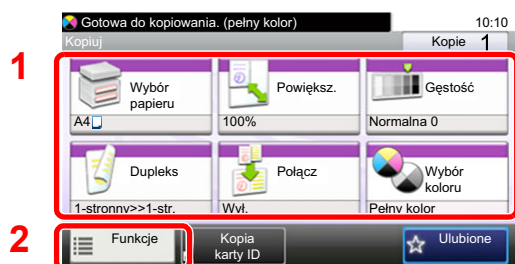 Gotowa do kopiowania. (pełny kolor)
10:10
Kopiuj
Kopie 1
1
Wybór
papieru
Powiększ.
Gęstość
A4
100%
Normalna 0
Dupleks
Połącz
Wybór
koloru
1-stronny>>1-str.
Wył.
Pełny kolor
2
Funkcje
Kopia
karty ID
Ulubione